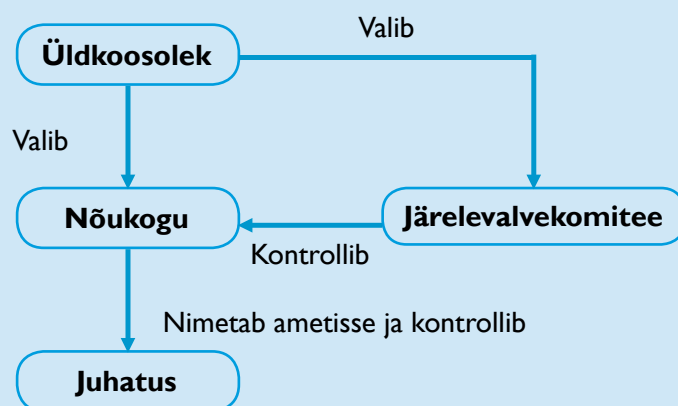 Valib
Üldkoosolek
Valib
Nõukogu
Järelevalvekomitee
Kontrollib
Nimetab ametisse ja kontrollib
Juhatus